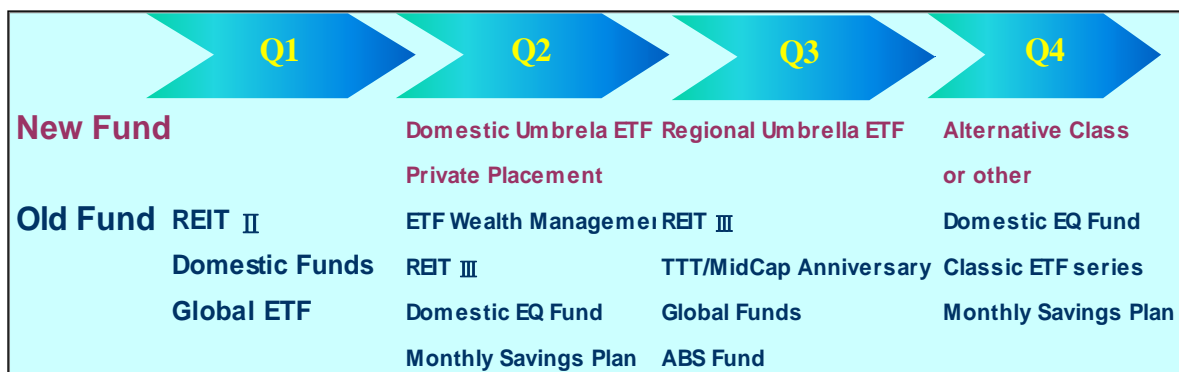 Q1 Q2 Q3 Q4
New Fund Domestic Umbrela ETF Regional Umbrella ETF Alternative Class
Private Placement or other
Old Fund REIT Ⅱ ETF Wealth Managemer REIT Ⅲ Domestic EQ Fund
Domestic Funds REIT Ⅲ TTT/MidCap Anniversary Classic ETF series
Global ETF Domestic EQ Fund Global Funds Monthly Savings Plan
Monthly Savings Plan ABS Fund